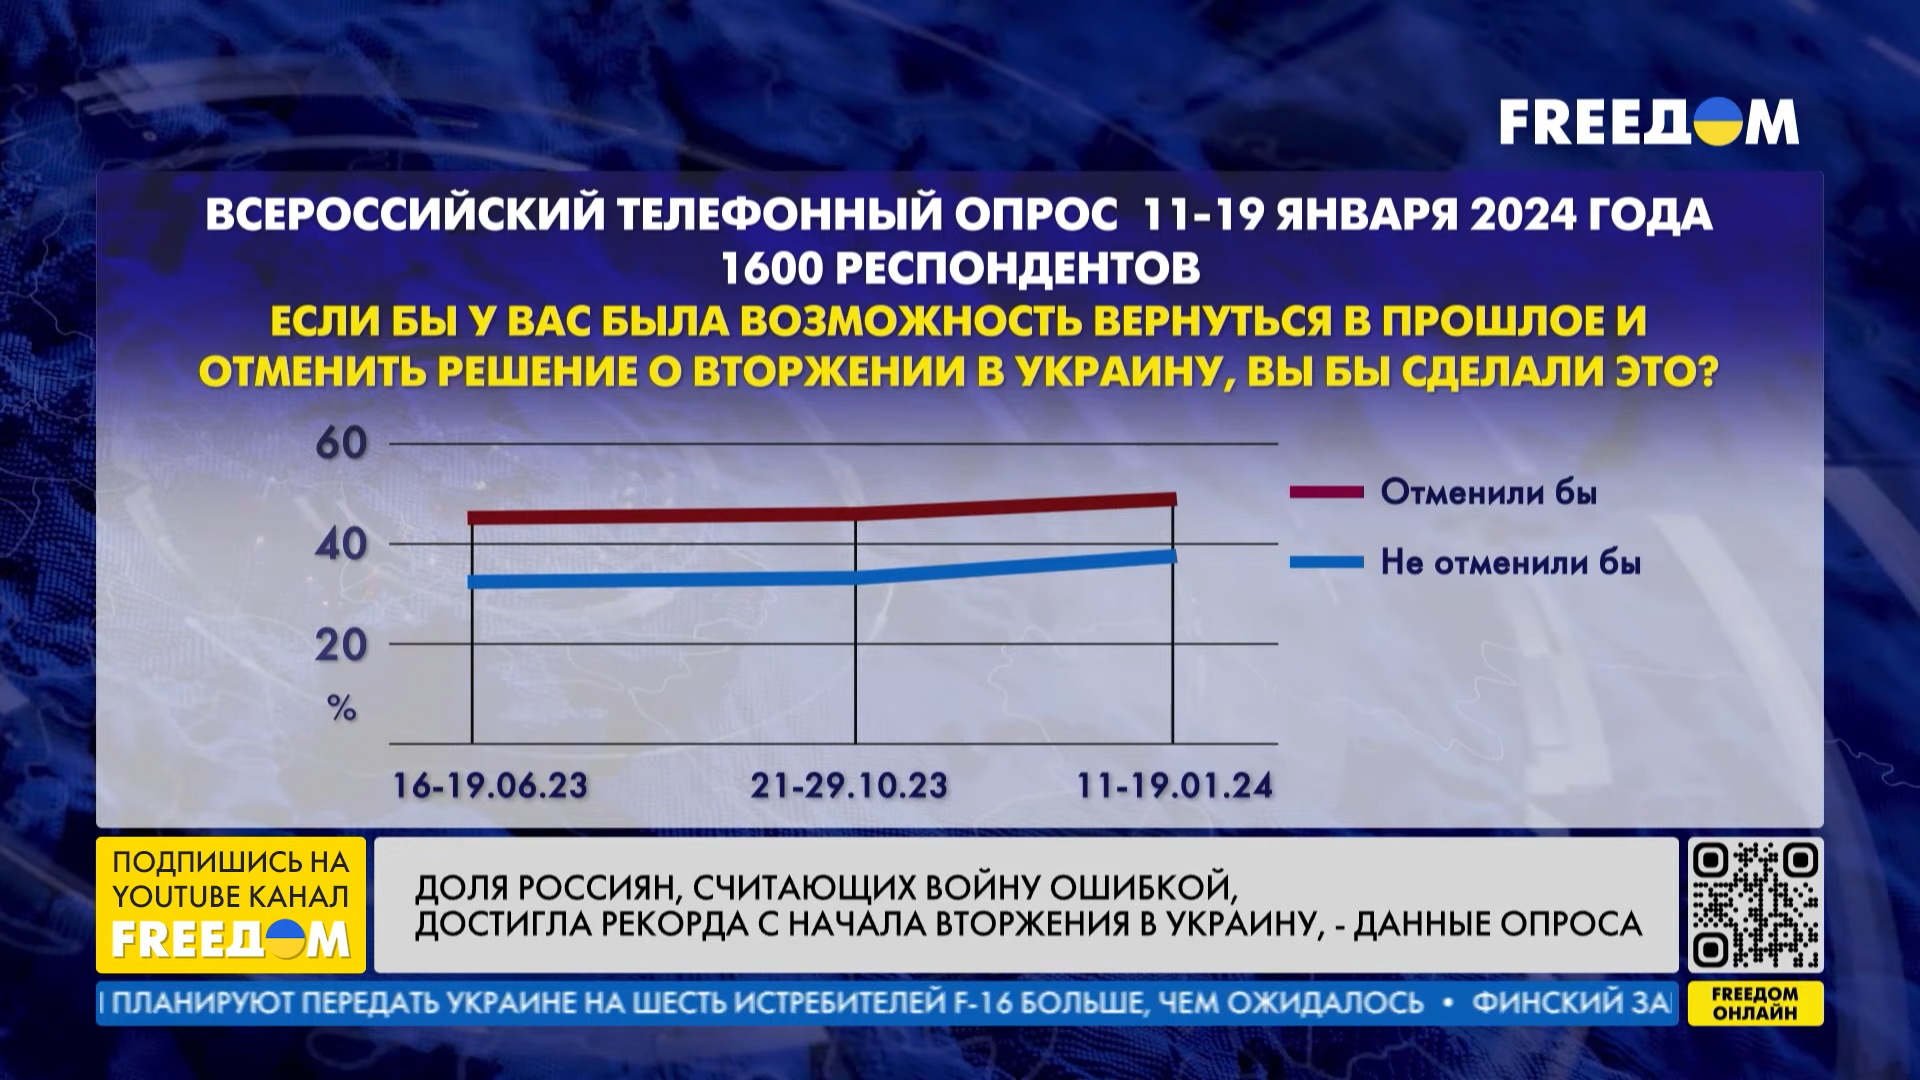 FREEДOM
ВСЕРОССИЙСКИЙ ТЕЛЕФОННЫЙ ОПРОС 11-19 ЯНВАРЯ 2024 ГОДА
1600 РЕСПОНДЕНТОВ
ЕСЛИ БЫ У ВАС БЫЛА ВОЗМОЖНОСТЬ ВЕРНУТЬСЯ В ПРОШЛОЕ И
ОТМЕНИТЬ РЕШЕНИЕ О ВТОРЖЕНИИ В УКРАИНУ, ВЫ БЫ СДЕЛАЛИ ЭТО?
60
40
20
%
Отменили бы
Не отменили бы
16-19.06.23 21-29.10.23 11-19.01.24
ПОДПИШИСЬ НА
YOUTUBE КАНАЛ
FREEДOM
ДОЛЯ РОССИЯН, СЧИТАЮЩИХ ВОЙНУ ОШИБКОЙ,
ДОСТИГЛА РЕКОРДА С НАЧАЛА ВТОРЖЕНИЯ В УКРАИНУ, - ДАННЫЕ ОПРОСА
ПЛАНИРУЮТ ПЕРЕДАТЬ УКРАИНЕ НА ШЕСТЬ ИСТРЕБИТЕЛЕЙ F-16 БОЛЬШЕ, ЧЕМ ОЖИДАЛОСЬ • ФИНСКИЙ
FREEДOM
ОНЛАЙН